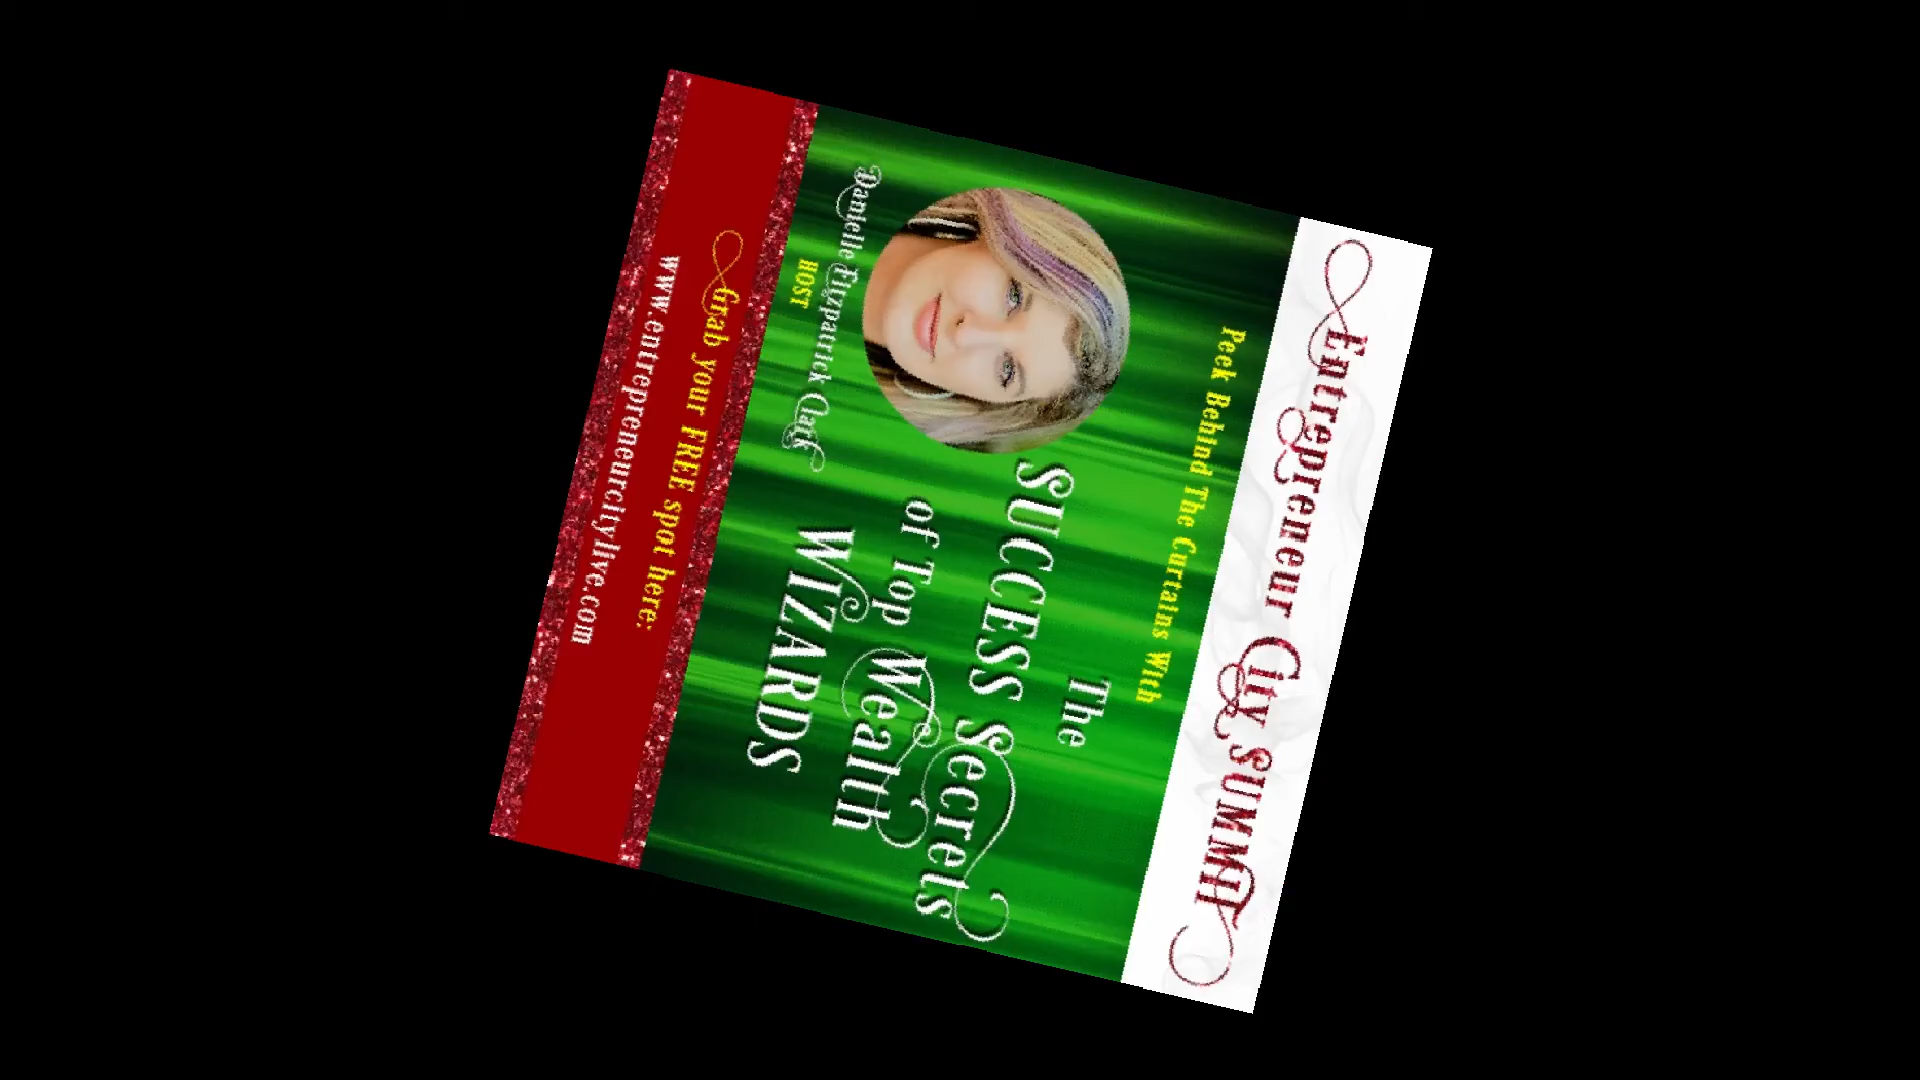 Entrepreneur City SUMMIT
Peek Behind The Curtains With
The
SUCCESS Secrets
of Top Wealth
WIZARDS
Danielle Fitzpatrick Clark
HOST
Grab your FREE spot here:
www.entrepreneurcitylive.com